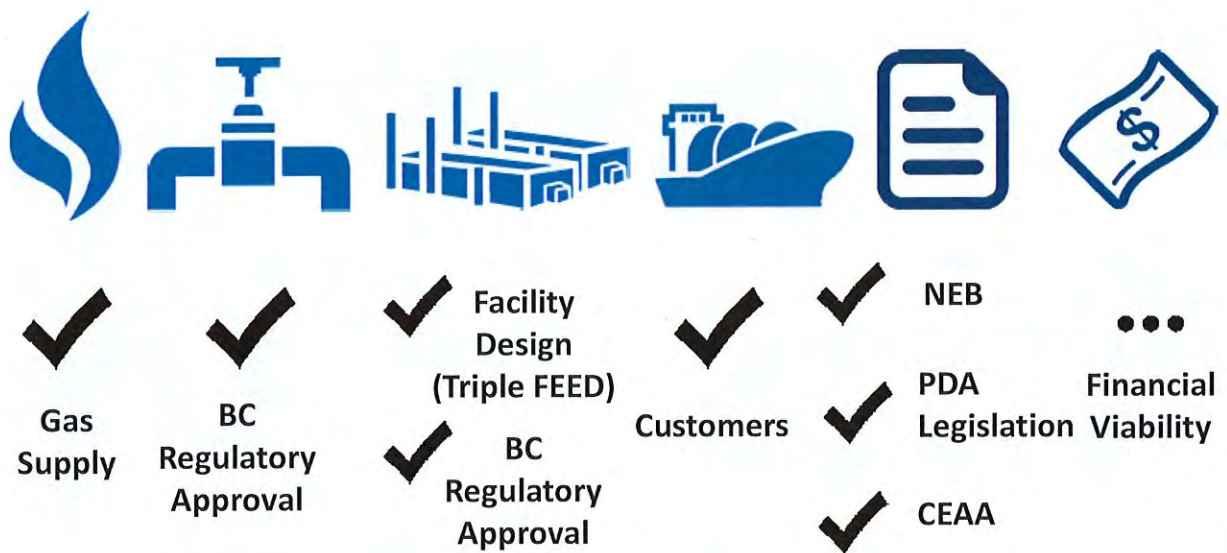 Gas
Supply
BC
Regulatory
Approval
Facility
Design
(Triple FEED)
BC
Regulatory
Approval
Customers
NEB
PDA
Legislation
CEAA
$
•••
Financial
Viability